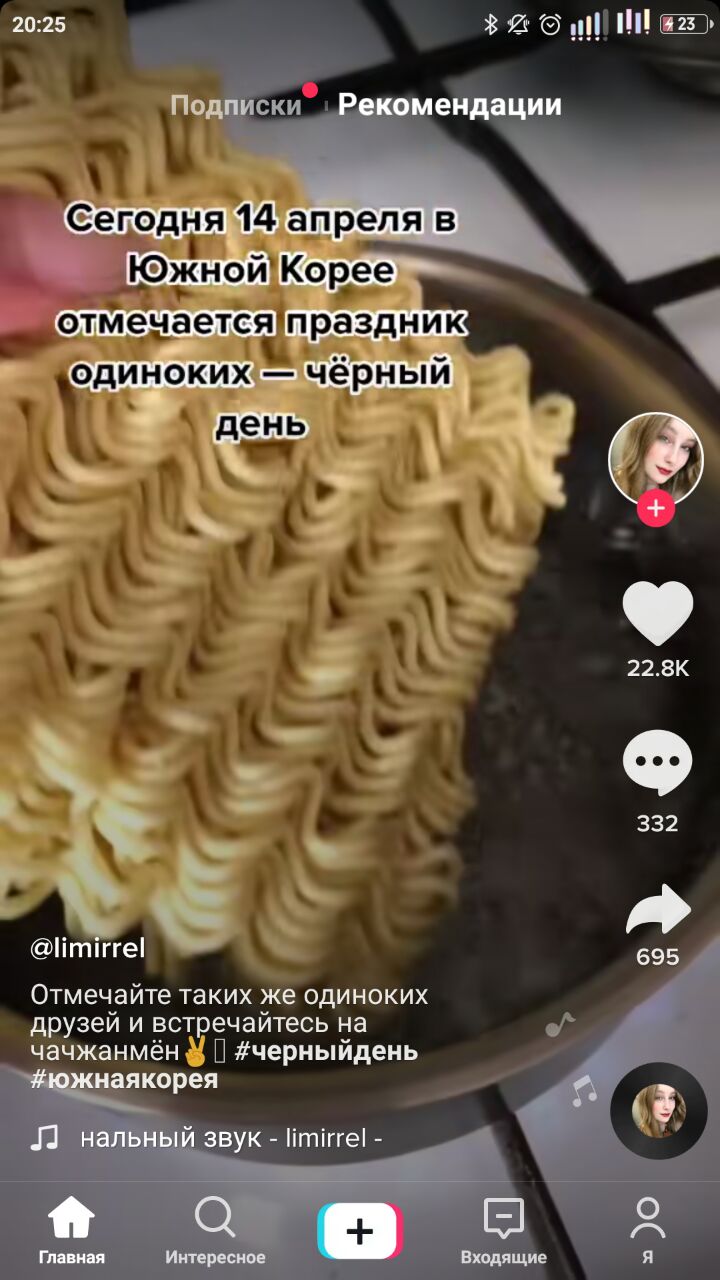 20:25
23
Подписки
Рекомендации
Сегодня 14 апреля в
Южной Корее
отмечается праздник
одиноких — чёрный
день
22.8K
332
695
@limirrel
Отмечайте таких же одиноких
друзей и встречайтесь на
чачжанмён✌️ #черныйдень
#южнаякорея
нальный звук - limirrel -
Главная
Интересное
Входящие
Я